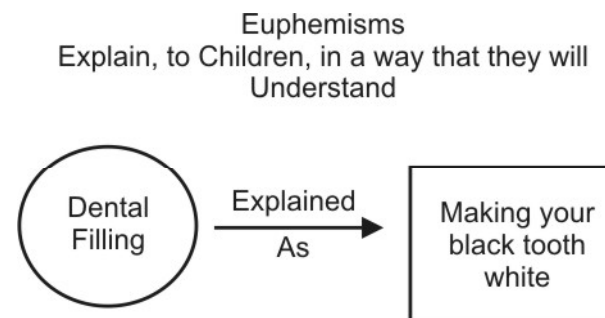 Euphemisms
Explain, to Children, in a way that they will
Understand
Dental
Filling
Explained
As
Making your
black tooth
white